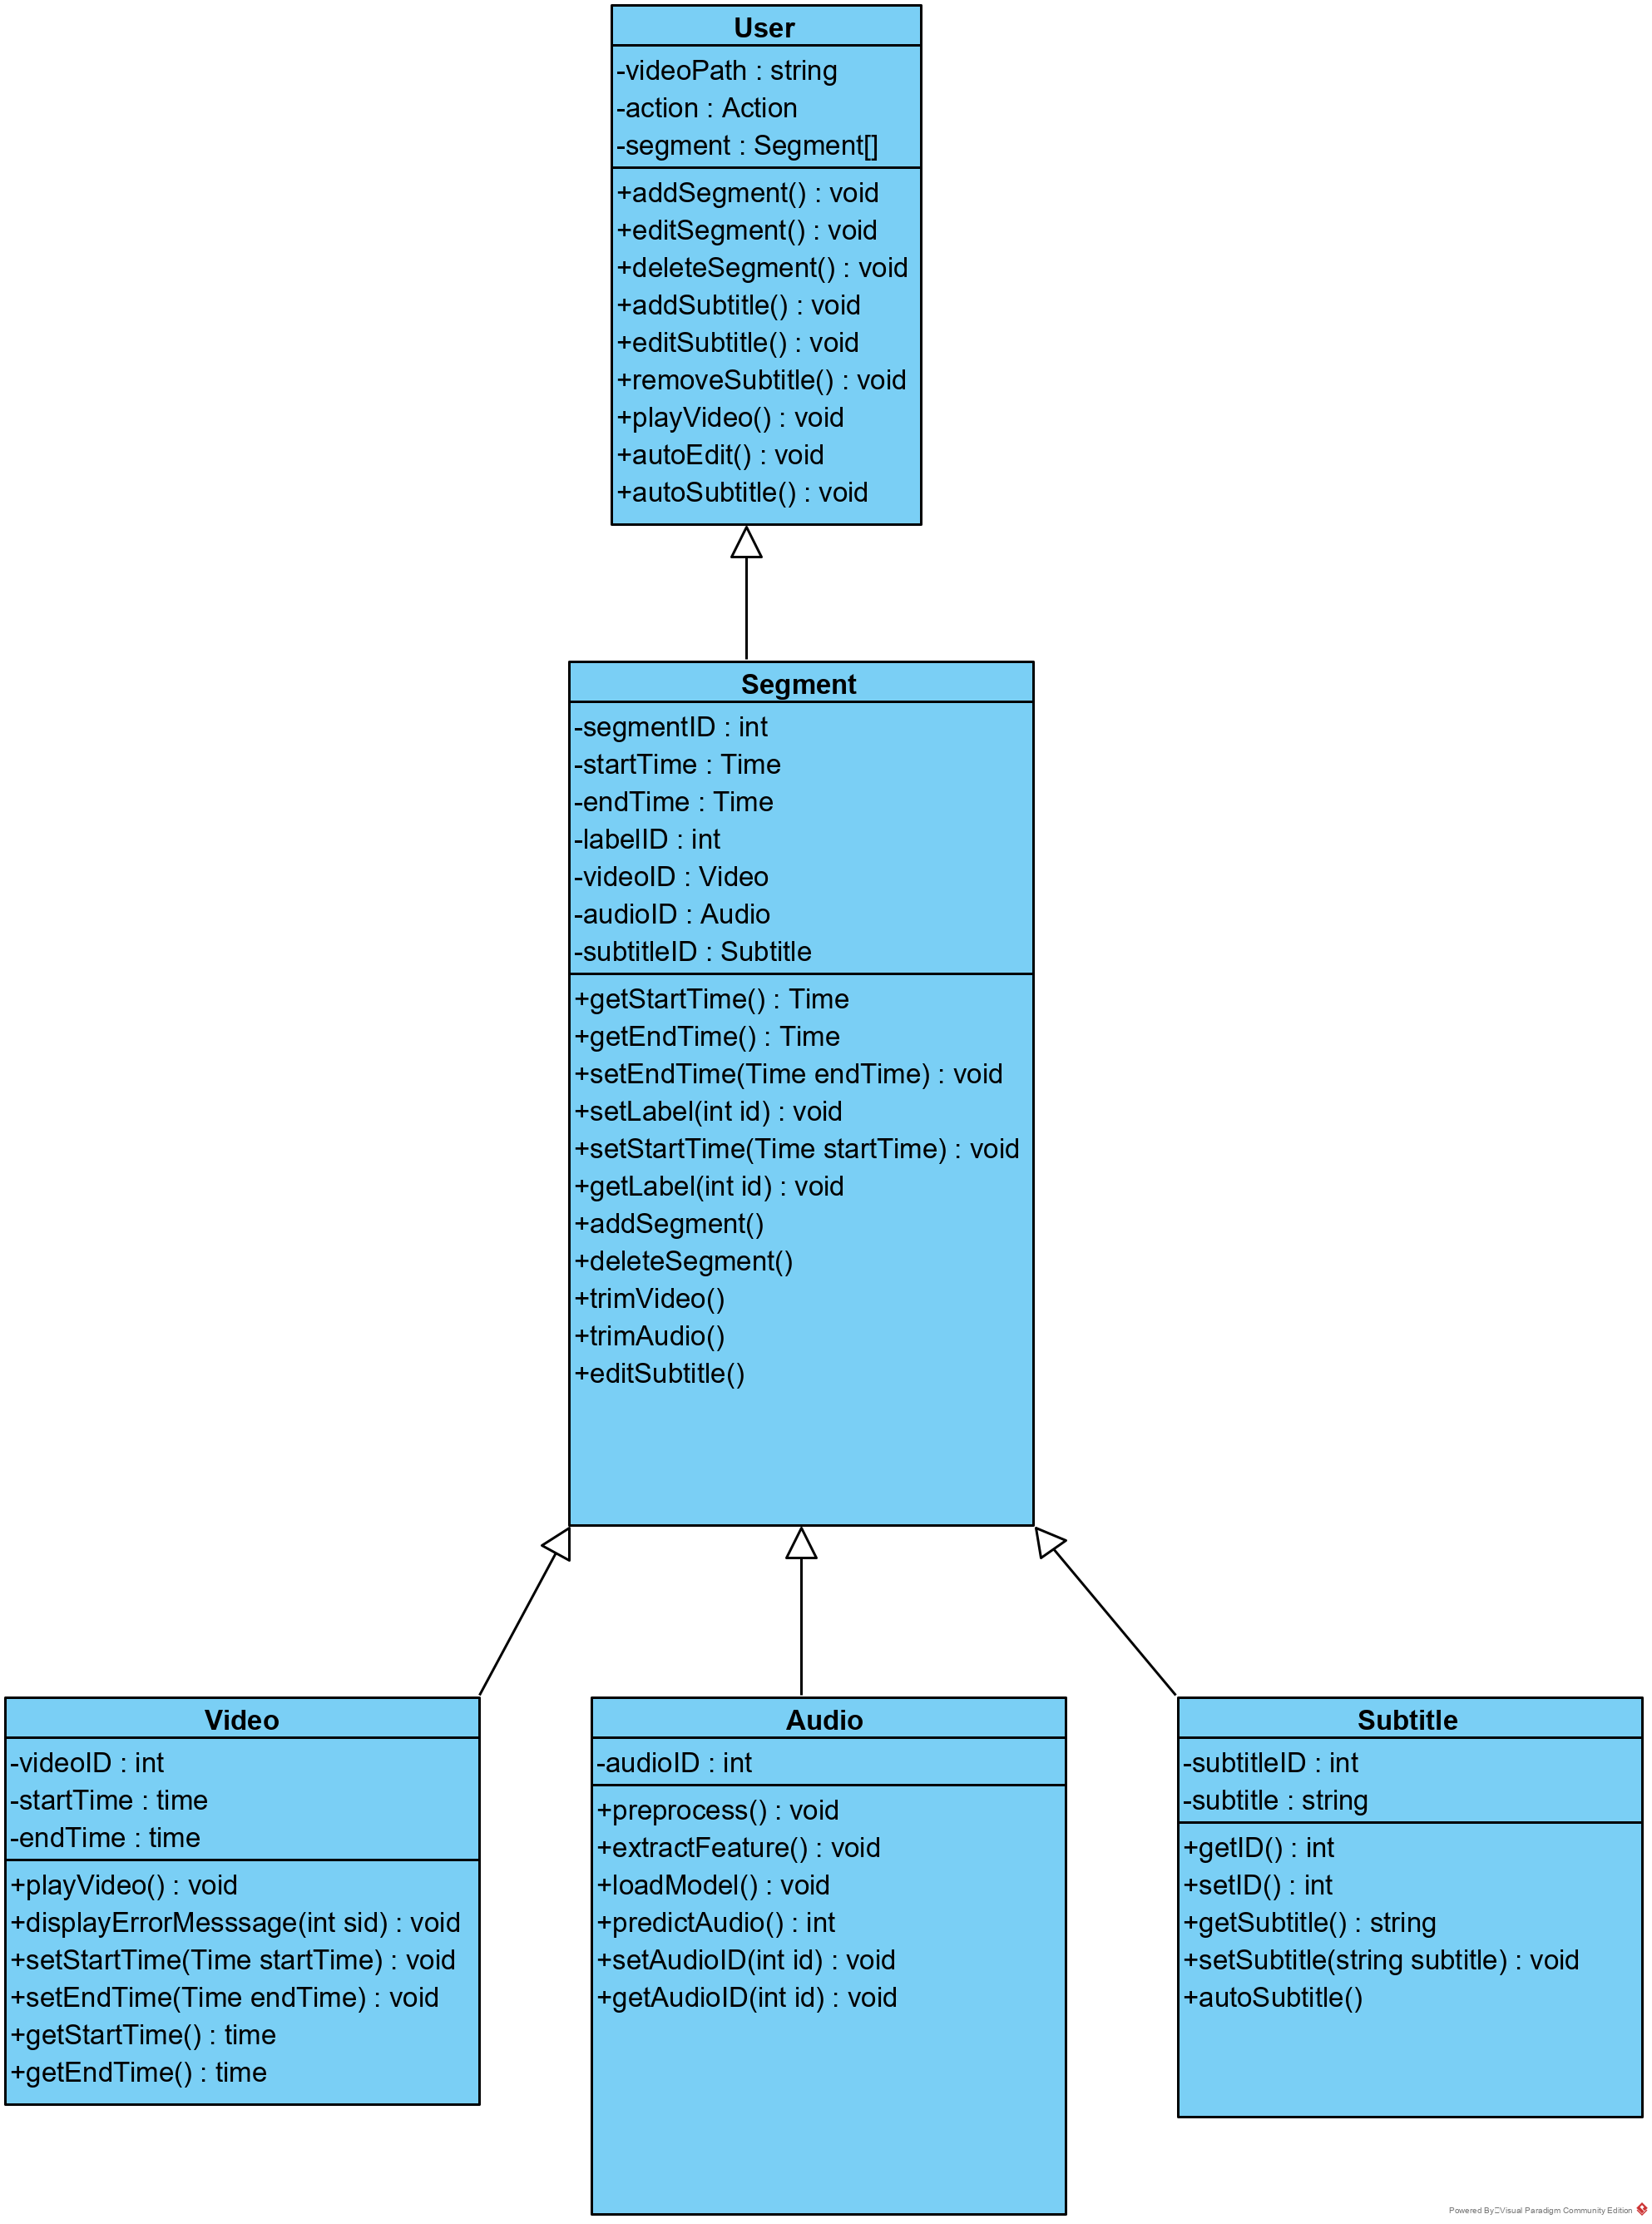 User
-videoPath : string
-action : Action
-segment : Segment[]
+addSegment() : void
+editSegment() : void
+deleteSegment() : void
+addSubtitle() : void
+editSubtitle() : void
+removeSubtitle() : void
+playVideo() : void
+autoEdit() : void
+autoSubtitle() : void
Segment
-segmentID : int
-startTime : Time
-endTime : Time
-labelID : int
-videoID : Video
-audioID : Audio
-subtitleID : Subtitle
+getStartTime() : Time
+getEndTime() : Time
+setEndTime(Time endTime) : void
+setLabel(int id) : void
+setStartTime(Time startTime) : void
+getLabel(int id) : void
+addSegment()
+deleteSegment()
+trimVideo()
+trimAudio()
+editSubtitle()
Video
-videoID : int
-startTime : time
-endTime : time
+playVideo() : void
+displayErrorMesssage(int sid) : void
+setStartTime(Time startTime) : void
+setEndTime(Time endTime) : void
+getStartTime() : time
+getEndTime() : time
Audio
-audioID : int
+preprocess() : void
+extractFeature() : void
+loadModel() : void
+predictAudio() : int
+setAudioID(int id) : void
+getAudioID(int id) : void
Subtitle
-subtitleID : int
-subtitle : string
+getID() : int
+setID() : int
+getSubtitle() : string
+setSubtitle(string subtitle) : void
+autoSubtitle()
Powered By Visual Paradigm Community Edition